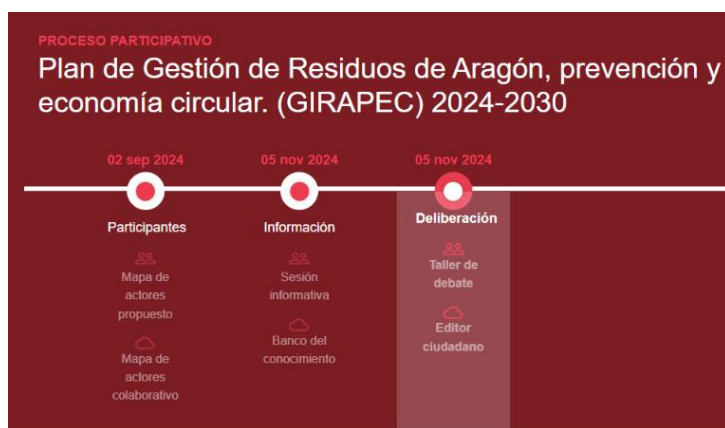 PROCESO PARTICIPATIVO
Plan de Gestión de Residuos de Aragón, prevención y
economía circular. (GIRAPEC) 2024-2030
02 sep 2024
05 nov 2024
05 nov 2024
Participantes
Información
Deliberación
Mapa de
actores
propuesto
Mapa de
actores
colaborativo
Sesión
informativa
Banco del
conocimiento
Taller de
debate
Editor
ciudadano